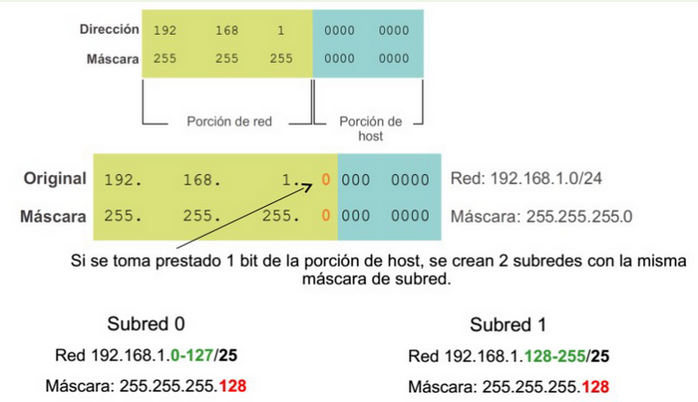 Dirección 192 168 1 0000 0000
Máscara 255 255 255 0000 0000
Porción de red
Porción de
host
Original 192. 168. 1. 0 000 0000 Red: 192.168.1.0/24
Máscara 255. 255. 255. 0 000 0000 Máscara: 255.255.255.0
Si se toma prestado 1 bit de la porción de host, se crean 2 subredes con la misma
máscara de subred.
Subred 0
Red 192.168.1.0-127/25
Máscara: 255.255.255.128
Subred 1
Red 192.168.1.128-255/25
Máscara: 255.255.255.128